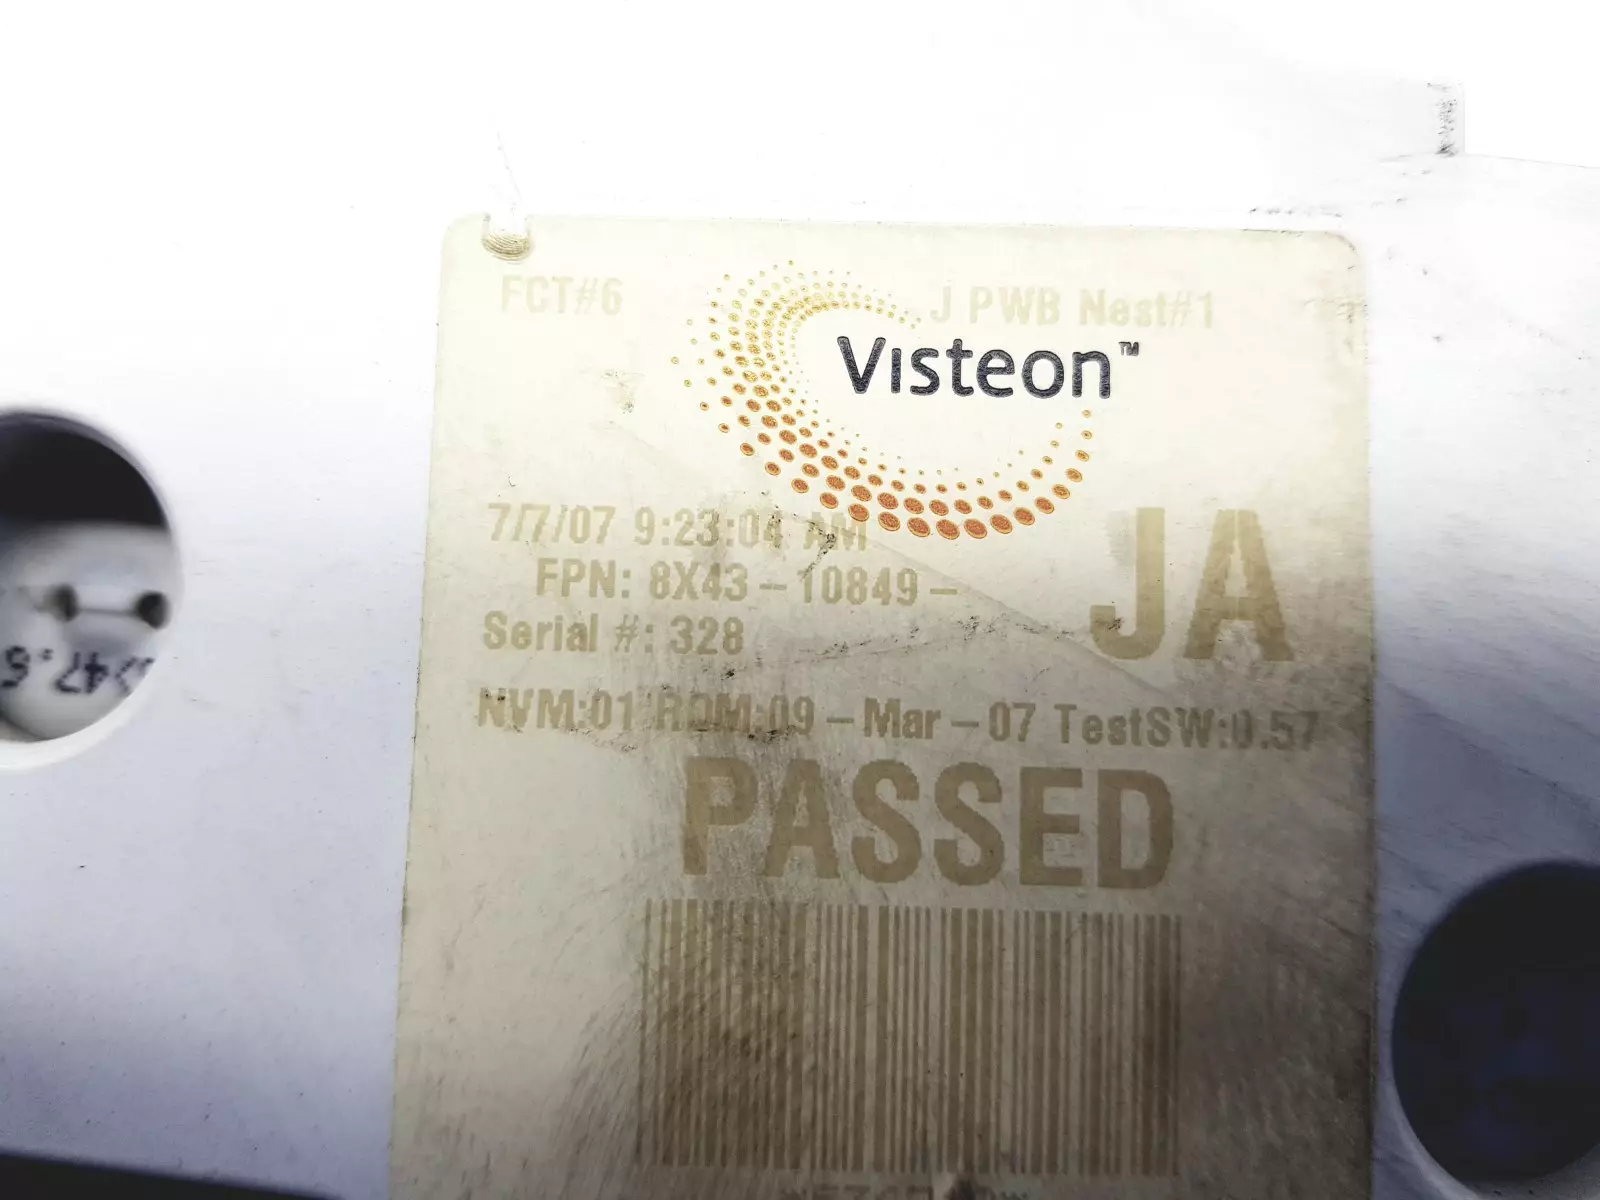 FCT#6 J PWB Nest#1
Visteon™
7/7/07 9:23:04 AM
FPN: 8X43-10849-
JA
Serial #: 328
NVM:01 ROM:09-Mar-07 TestSW:0.57
PASSED